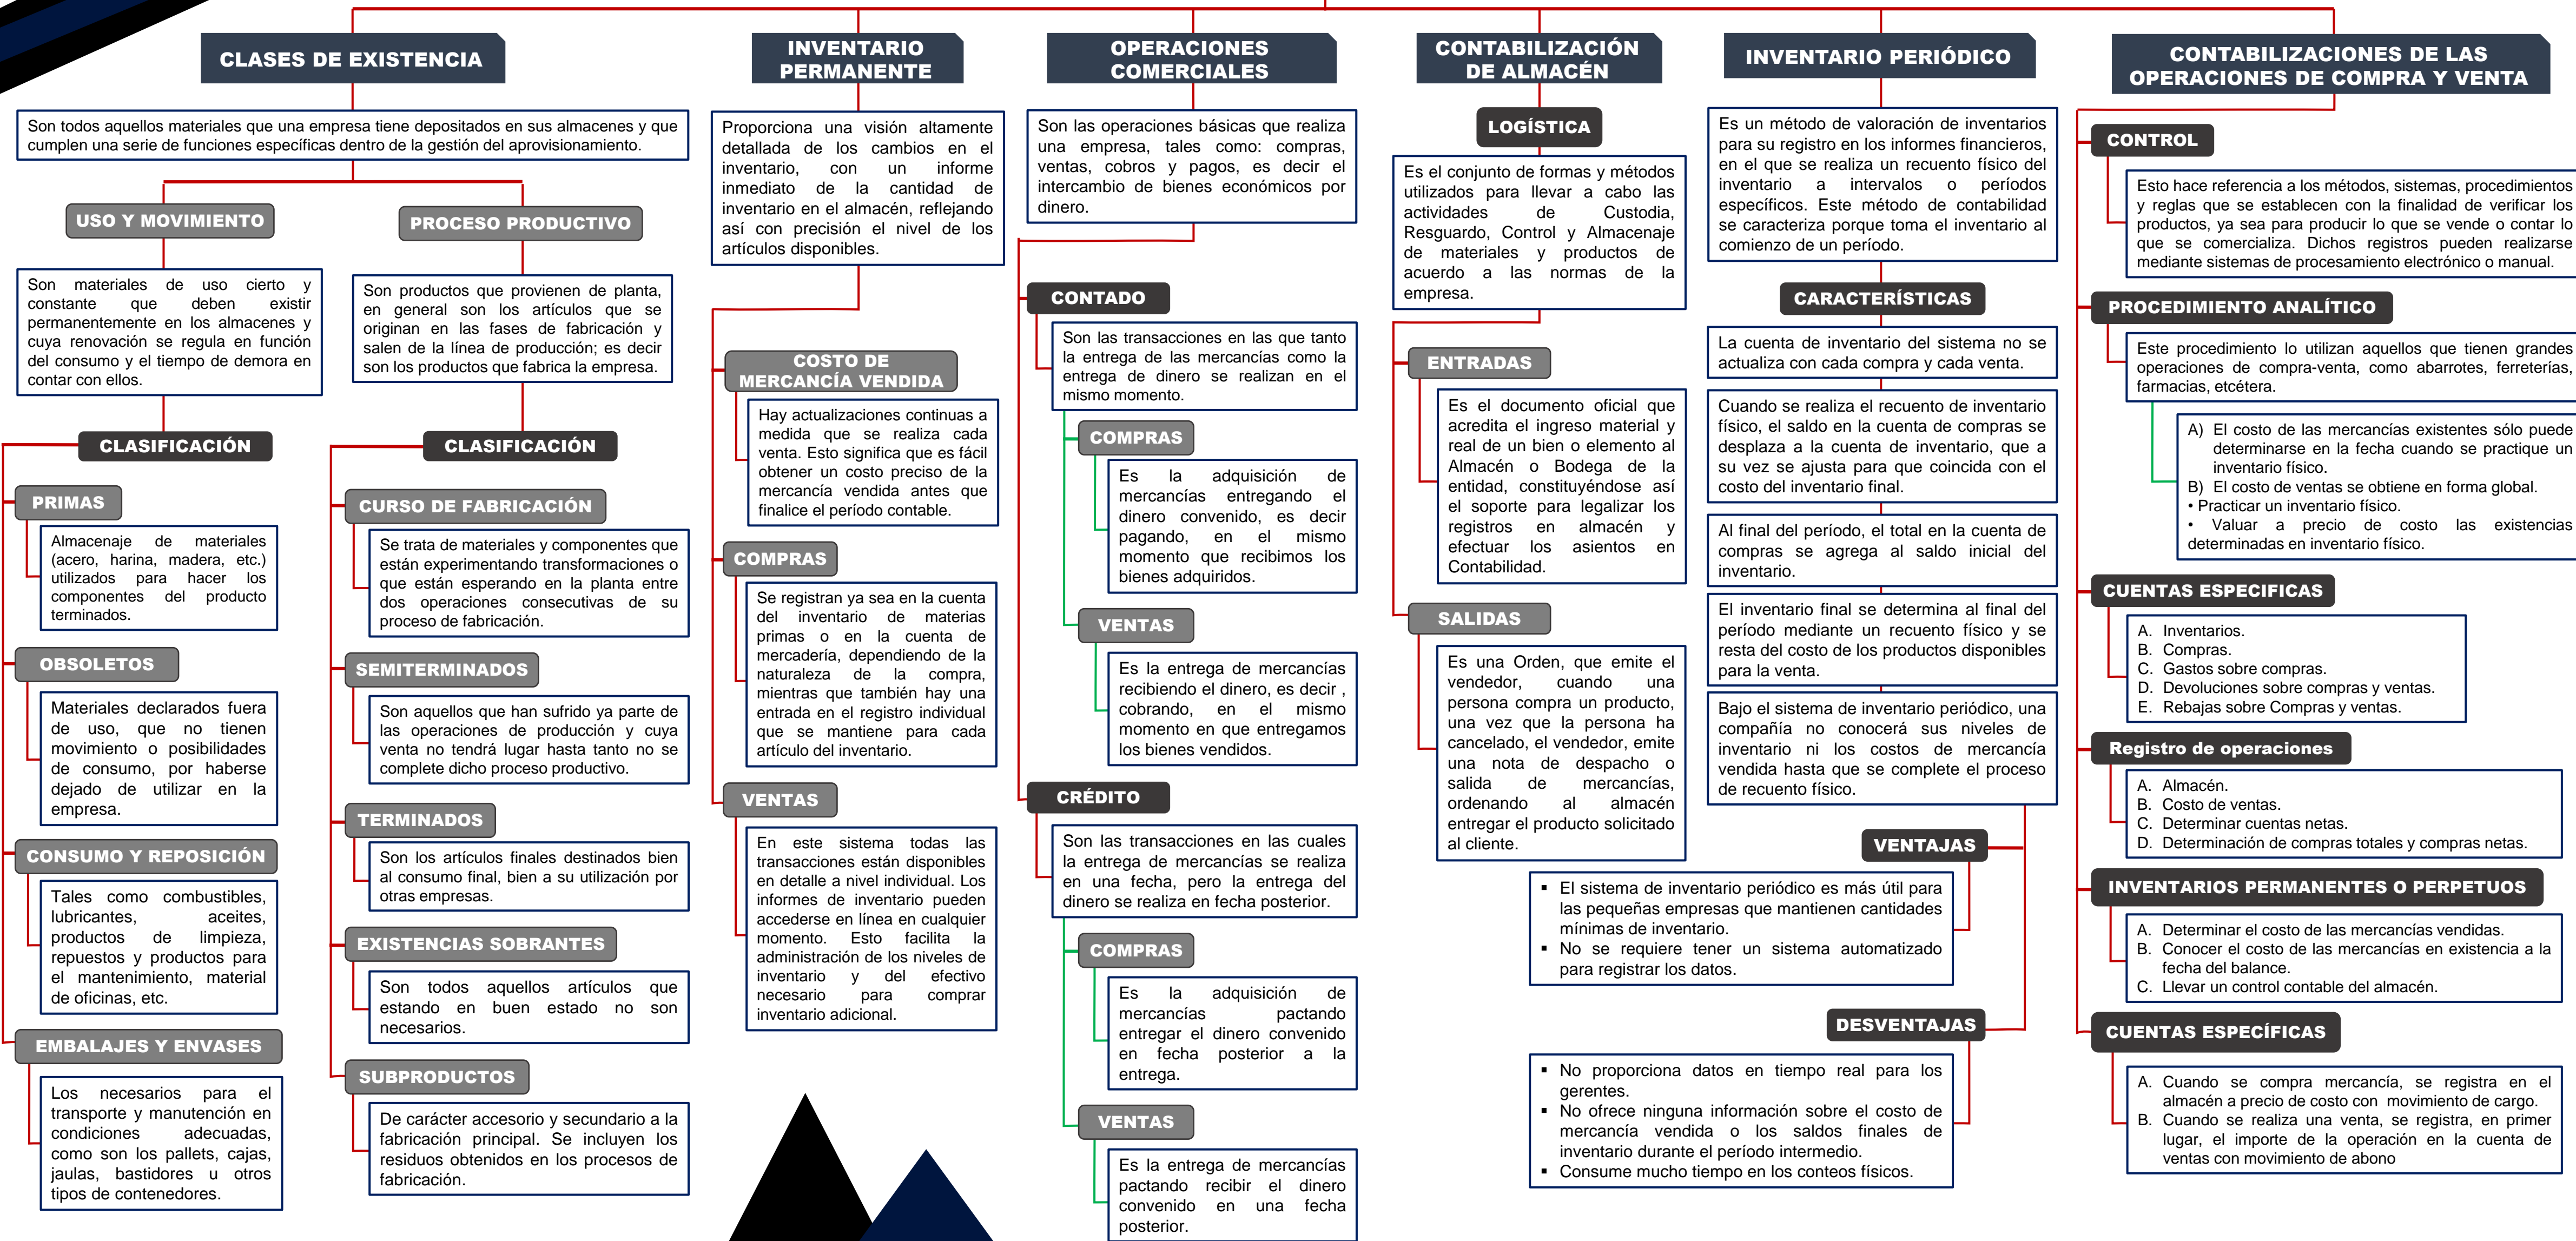 CLASES DE EXISTENCIA
Son todos aquellos materiales que una empresa tiene depositados en sus almacenes y que
cumplen una serie de funciones específicas dentro de la gestión del aprovisionamiento.
USO Y MOVIMIENTO
Son materiales de uso cierto y
constante que deben existir
permanentemente en los almacenes y
cuya renovación se regula en función
del consumo y el tiempo de demora en
contar con ellos.
CLASIFICACIÓN
PRIMAS
Almacenaje de materiales
(acero, harina, madera, etc.)
utilizados para hacer los
componentes del producto
terminados.
OBSOLETOS
Materiales declarados fuera
de uso, que no tienen
movimiento o posibilidades
de consumo, por haberse
dejado de utilizar en la
empresa.
CONSUMO Y REPOSICIÓN
Tales como combustibles,
lubricantes, aceites,
productos de limpieza,
repuestos y productos para
el mantenimiento, material
de oficinas, etc.
EMBALAJES Y ENVASES
Los necesarios para el
transporte y manutención en
condiciones adecuadas,
como son los pallets, cajas,
jaulas, bastidores u otros
tipos de contenedores.
PROCESO PRODUCTIVO
Son productos que provienen de planta,
en general son los artículos que se
originan en las fases de fabricación y
salen de la línea de producción; es decir
son los productos que fabrica la empresa.
CLASIFICACIÓN
CURSO DE FABRICACIÓN
Se trata de materiales y componentes que
están experimentando transformaciones o
que están esperando en la planta entre
dos operaciones consecutivas de su
proceso de fabricación.
SEMITERMINADOS
Son aquellos que han sufrido ya parte de
las operaciones de producción y cuya
venta no tendrá lugar hasta tanto no se
complete dicho proceso productivo.
TERMINADOS
Son los artículos finales destinados bien
al consumo final, bien a su utilización por
otras empresas.
EXISTENCIAS SOBRANTES
Son todos aquellos artículos que
estando en buen estado no son
necesarios.
SUBPRODUCTOS
De carácter accesorio y secundario a la
fabricación principal. Se incluyen los
residuos obtenidos en los procesos de
fabricación.
INVENTARIO
PERMANENTE
Proporciona una visión altamente
detallada de los cambios en el
inventario, con un informe
inmediato de la cantidad de
inventario en el almacén, reflejando
así con precisión el nivel de los
artículos disponibles.
COSTO DE
MERCANCÍA VENDIDA
Hay actualizaciones continuas a
medida que se realiza cada
venta. Esto significa que es fácil
obtener un costo preciso de la
mercancía vendida antes que
finalice el período contable.
COMPRAS
Se registran ya sea en la cuenta
del inventario de materias
primas o en la cuenta de
mercadería, dependiendo de la
naturaleza de la compra,
mientras que también hay una
entrada en el registro individual
que se mantiene para cada
artículo del inventario.
VENTAS
En este sistema todas las
transacciones están disponibles
en detalle a nivel individual. Los
informes de inventario pueden
accederse en línea en cualquier
momento. Esto facilita la
administración de los niveles de
inventario y del efectivo
necesario para comprar
inventario adicional.
OPERACIONES
COMERCIALES
Son las operaciones básicas que realiza
una empresa, tales como: compras,
ventas, cobros y pagos, es decir el
intercambio de bienes económicos por
dinero.
CONTADO
Son las transacciones en las que tanto
la entrega de las mercancías como la
entrega de dinero se realizan en el
mismo momento.
COMPRAS
Es la adquisición de
mercancías entregando el
dinero convenido, es decir
pagando, en el mismo
momento que recibimos los
bienes adquiridos.
VENTAS
Es la entrega de mercancías
recibiendo el dinero, es decir ,
cobrando, en el mismo
momento en que entregamos
los bienes vendidos.
CRÉDITO
Son las transacciones en las cuales
la entrega de mercancías se realiza
en una fecha, pero la entrega del
dinero se realiza en fecha posterior.
COMPRAS
Es la adquisición de
mercancías pactando
entregar el dinero convenido
en fecha posterior a la
entrega.
VENTAS
Es la entrega de mercancías
pactando recibir el dinero
convenido en una fecha
posterior.
CONTABILIZACIÓN
DE ALMACÉN
LOGÍSTICA
Es el conjunto de formas y métodos
utilizados para llevar a cabo las
actividades de Custodia,
Resguardo, Control y Almacenaje
de materiales y productos de
acuerdo a las normas de la
empresa.
ENTRADAS
Es el documento oficial que
acredita el ingreso material y
real de un bien o elemento al
Almacén o Bodega de la
entidad, constituyéndose así
el soporte para legalizar los
registros en almacén y
efectuar los asientos en
Contabilidad.
SALIDAS
Es una Orden, que emite el
vendedor, cuando una
persona compra un producto,
una vez que la persona ha
cancelado, el vendedor, emite
una nota de despacho o
salida de mercancías,
ordenando al almacén
entregar el producto solicitado
al cliente.
INVENTARIO PERIÓDICO
Es un método de valoración de inventarios
para su registro en los informes financieros,
en el que se realiza un recuento físico del
inventario a intervalos o períodos
específicos. Este método de contabilidad
se caracteriza porque toma el inventario al
comienzo de un período.
CARACTERÍSTICAS
La cuenta de inventario del sistema no se
actualiza con cada compra y cada venta.
Cuando se realiza el recuento de inventario
físico, el saldo en la cuenta de compras se
desplaza a la cuenta de inventario, que a
su vez se ajusta para que coincida con el
costo del inventario final.
Al final del período, el total en la cuenta de
compras se agrega al saldo inicial del
inventario.
El inventario final se determina al final del
período mediante un recuento físico y se
resta del costo de los productos disponibles
para la venta.
Bajo el sistema de inventario periódico, una
compañía no conocerá sus niveles de
inventario ni los costos de mercancía
vendida hasta que se complete el proceso
de recuento físico.
VENTAJAS
▪ El sistema de inventario periódico es más útil para
las pequeñas empresas que mantienen cantidades
mínimas de inventario.
▪ No se requiere tener un sistema automatizado
para registrar los datos.
DESVENTAJAS
▪ No proporciona datos en tiempo real para los
gerentes.
▪ No ofrece ninguna información sobre el costo de
mercancía vendida o los saldos finales de
inventario durante el período intermedio.
▪ Consume mucho tiempo en los conteos físicos.
CONTABILIZACIONES DE LAS
OPERACIONES DE COMPRA Y VENTA
CONTROL
Esto hace referencia a los métodos, sistemas, procedimientos
y reglas que se establecen con la finalidad de verificar los
productos, ya sea para producir lo que se vende o contar lo
que se comercializa. Dichos registros pueden realizarse
mediante sistemas de procesamiento electrónico o manual.
PROCEDIMIENTO ANALÍTICO
Este procedimiento lo utilizan aquellos que tienen grandes
operaciones de compra-venta, como abarrotes, ferreterías,
farmacias, etcétera.
A) El costo de las mercancías existentes sólo puede
determinarse en la fecha cuando se practique un
inventario físico.
B) El costo de ventas se obtiene en forma global.
• Practicar un inventario físico.
• Valuar a precio de costo las existencias
determinadas en inventario físico.
CUENTAS ESPECIFICAS
A. Inventarios.
B. Compras.
C. Gastos sobre compras.
D. Devoluciones sobre compras y ventas.
E. Rebajas sobre Compras y ventas.
Registro de operaciones
A. Almacén.
B. Costo de ventas.
C. Determinar cuentas netas.
D. Determinación de compras totales y compras netas.
INVENTARIOS PERMANENTES O PERPETUOS
A. Determinar el costo de las mercancías vendidas.
B. Conocer el costo de las mercancías en existencia a la
fecha del balance.
C. Llevar un control contable del almacén.
CUENTAS ESPECÍFICAS
A. Cuando se compra mercancía, se registra en el
almacén a precio de costo con movimiento de cargo.
B. Cuando se realiza una venta, se registra, en primer
lugar, el importe de la operación en la cuenta de
ventas con movimiento de abono